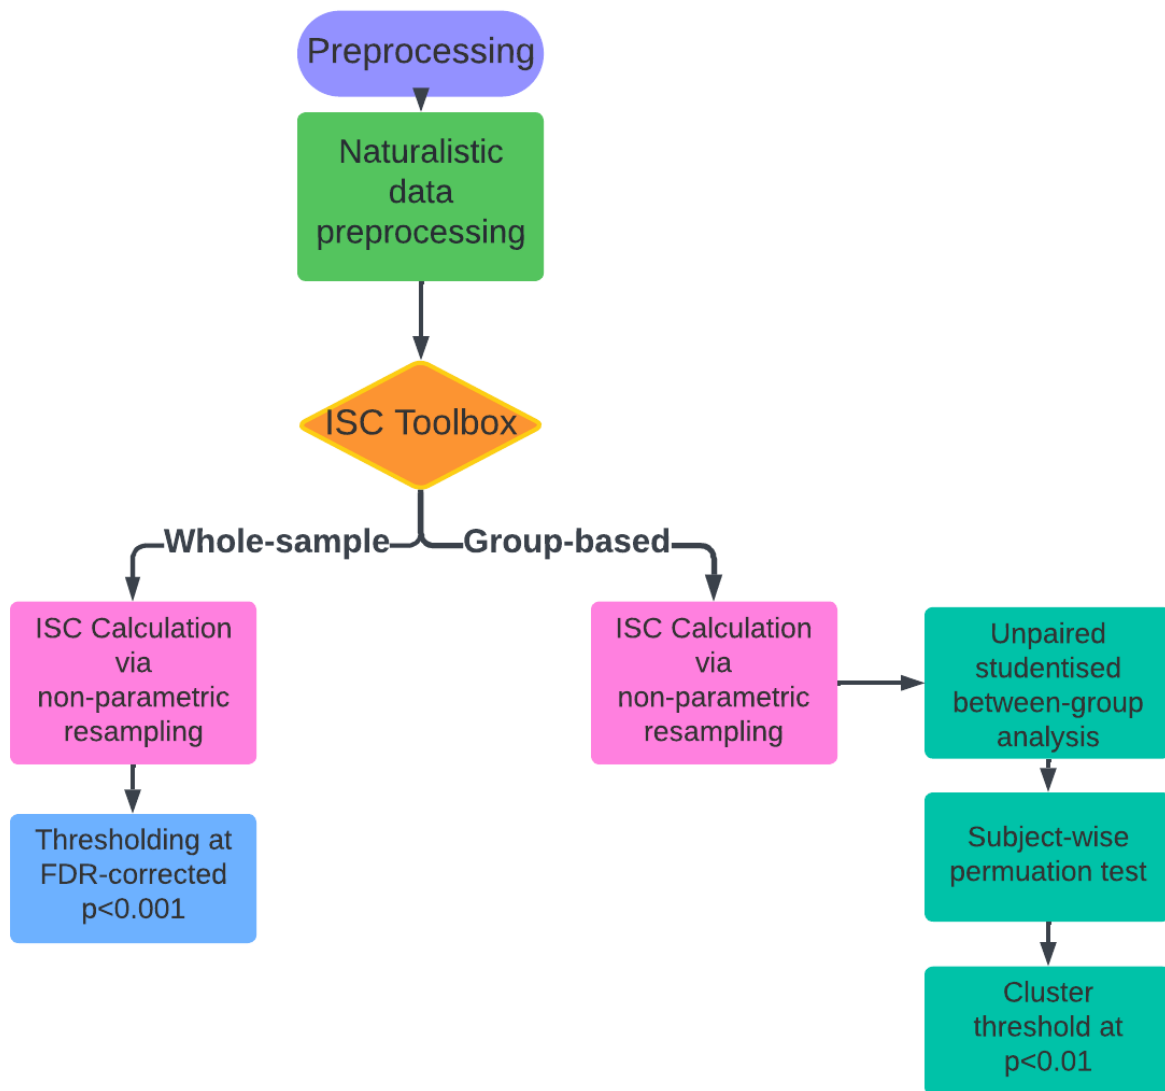 Preprocessing
Naturalistic
data
preprocessing
ISC Toolbox
Whole-sample
Group-based
ISC Calculation
via
non-parametric
resampling
Thresholding at
FDR-corrected
p<0.001
ISC Calculation
via
non-parametric
resampling
Unpaired
studentised
between-group
analysis
Subject-wise
permuation test
Cluster
threshold at
p<0.01